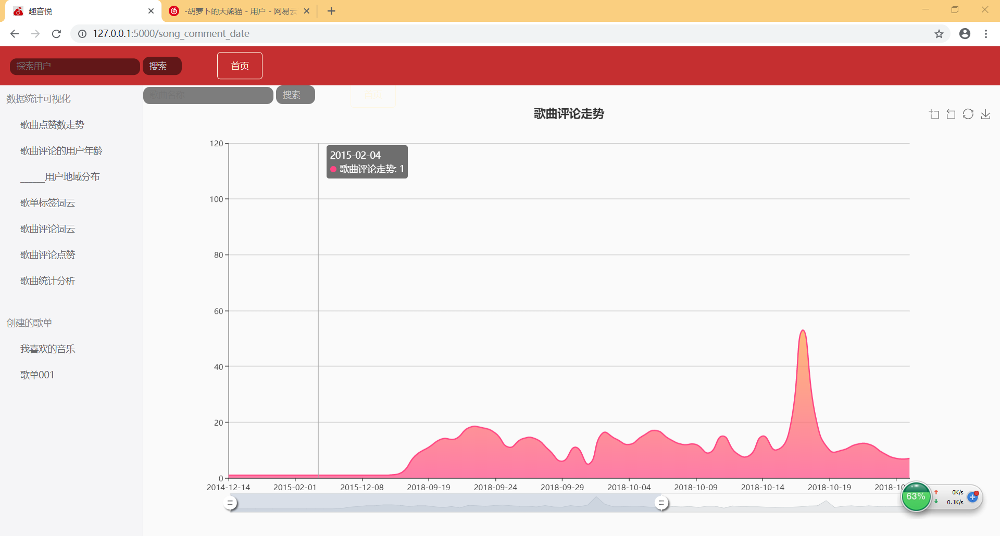 趣音悦
-胡萝卜的大熊猫 - 用户 - 网易云
127.0.0.1:5000/song_comment_date
探索用户
搜索
首页
数据统计可视化
歌曲点赞数走势
歌曲评论的用户年龄
_____用户地域分布
歌单标签词云
歌曲评论词云
歌曲评论点赞
歌曲统计分析
创建的歌单
我喜欢的音乐
歌单001
歌曲名称
搜索
首页
歌曲评论走势
2015-02-04
歌曲评论走势: 1
120
100
80
60
40
20
0
2014-12-14
2015-02-01
2015-12-08
2018-09-19
2018-09-24
2018-09-29
2018-10-04
2018-10-09
2018-10-14
2018-10-19
2018-10
63%
0K/s
0.1K/s